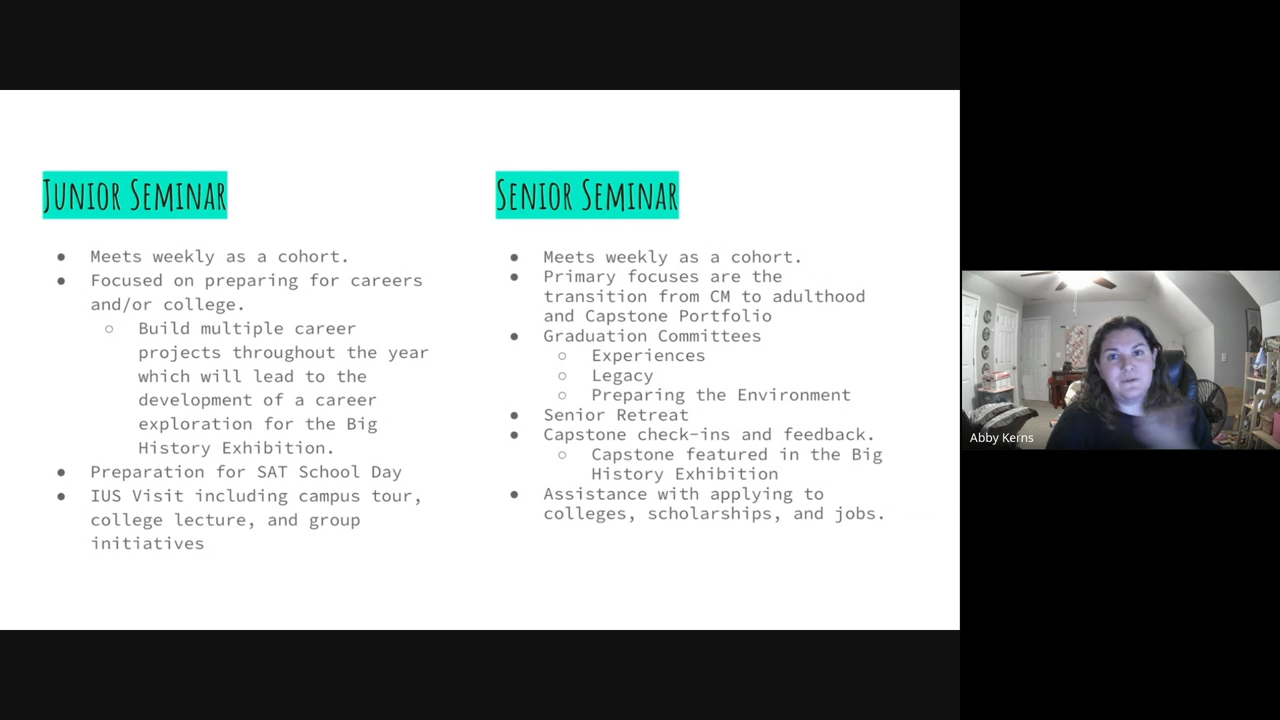 Junior Seminar
Meets weekly as a cohort.
Focused on preparing for careers
and/or college.
Build multiple career
projects throughout the year
which will lead to the
development of a career
exploration for the Big
History Exhibition.
Preparation for SAT School Day
IUS Visit including campus tour,
college lecture, and group
initiatives
Senior Seminar
Meets weekly as a cohort.
Primary focuses are the
transition from CM to adulthood
and Capstone Portfolio
Graduation Committees
Experiences
Legacy
Preparing the Environment
Senior Retreat
Capstone check-ins and feedback.
Capstone featured in the Big
History Exhibition
Assistance with applying to
colleges, scholarships, and jobs.
Abby Kerns